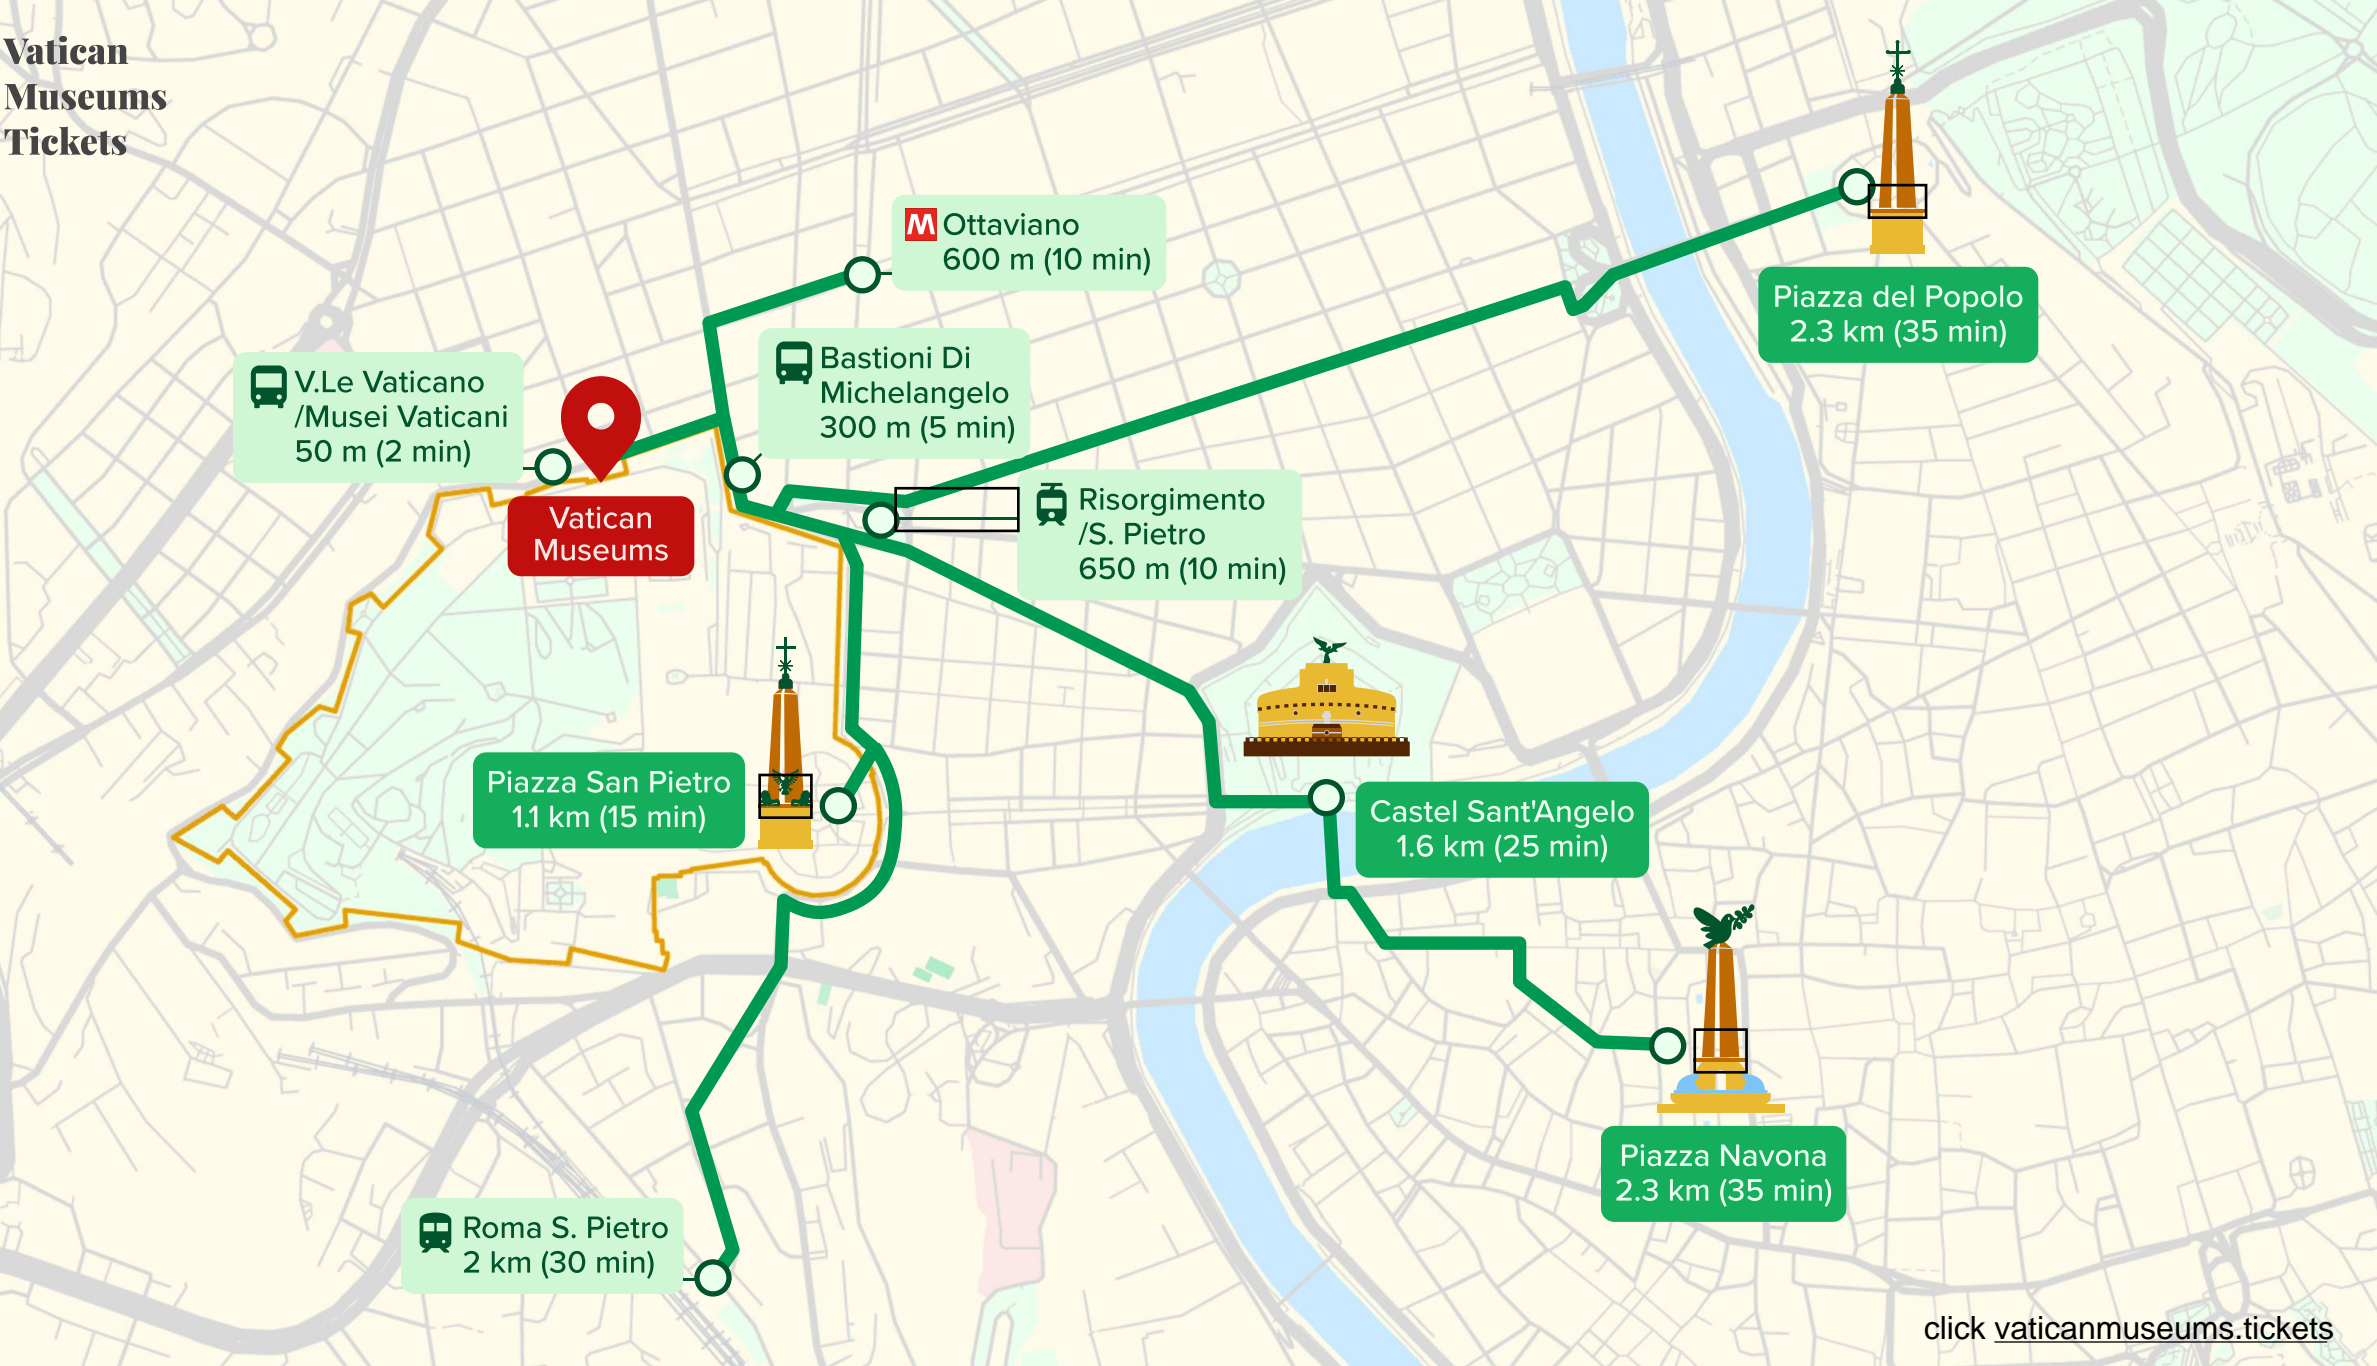 Vatican
Museums
Tickets
M Ottaviano
600 m (10 min)
Piazza del Popolo
2.3 km (35 min)
V.Le Vaticano
/Musei Vaticani
50 m (2 min)
Bastioni Di
Michelangelo
300 m (5 min)
Vatican
Museums
Risorgimento
/S. Pietro
650 m (10 min)
Piazza San Pietro
1.1 km (15 min)
Castel Sant'Angelo
1.6 km (25 min)
Piazza Navona
2.3 km (35 min)
Roma S. Pietro
2 km (30 min)
click vaticanmuseums.tickets